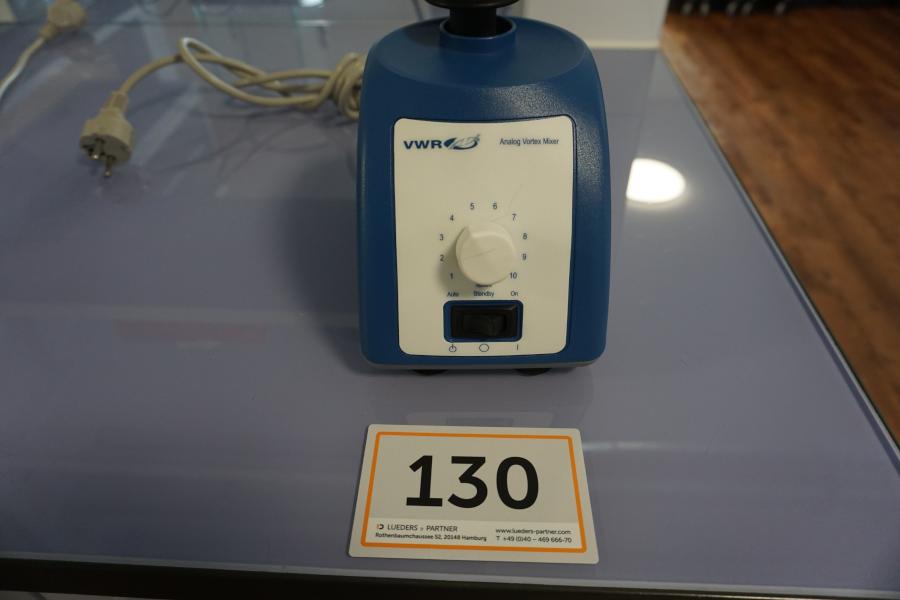 VWR
Analog Vortex Mixer
5 6
4 7
3 8
2 9
1 10
Auto Standby On
130
LUEDERS & PARTNER
www.lueders-partner.com
Rothenbaumchaussee 52, 20148 Hamburg
T +49 (0)40 – 469 666-70